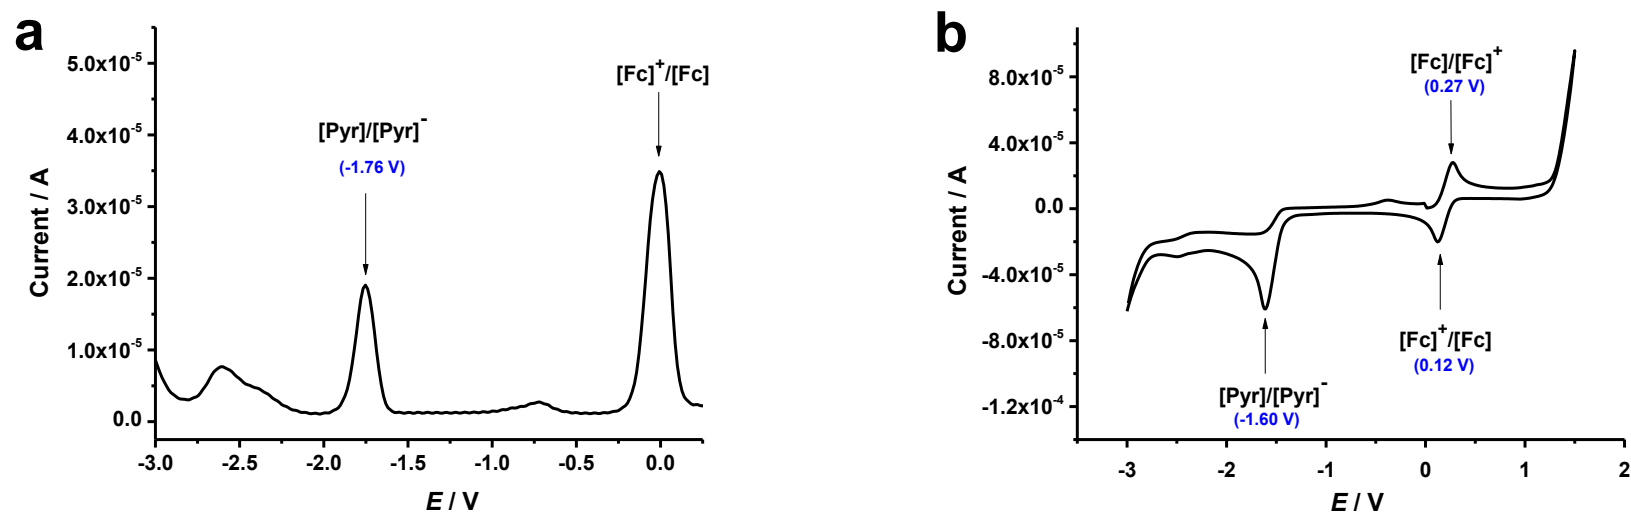 a
5.0x10⁻⁵
4.0x10⁻⁵
3.0x10⁻⁵
2.0x10⁻⁵
1.0x10⁻⁵
0.0
Current / A
[Pyr]/[Pyr]⁻
(-1.76 V)
[Fc]⁺/[Fc]
-3.0 -2.5 -2.0 -1.5 -1.0 -0.5 0.0
E / V
b
8.0x10⁻⁵
4.0x10⁻⁵
0.0
-4.0x10⁻⁵
-8.0x10⁻⁵
-1.2x10⁻⁴
Current / A
[Fc]/[Fc]⁺
(0.27 V)
[Fc]⁺/[Fc]
(0.12 V)
[Pyr]/[Pyr]⁻
(-1.60 V)
-3 -2 -1 0 1 2
E / V